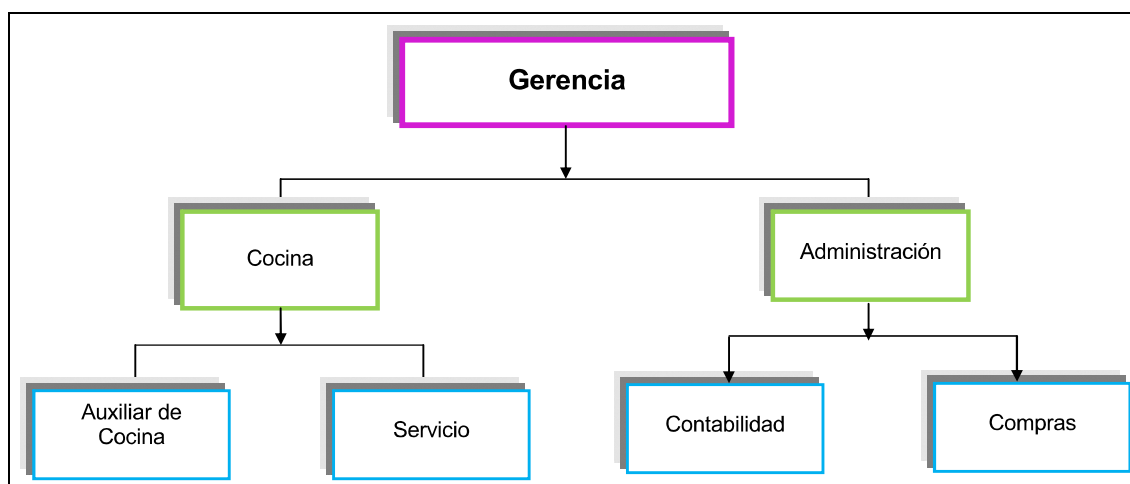 Gerencia
Cocina
Administración
Auxiliar de
Cocina
Servicio
Contabilidad
Compras